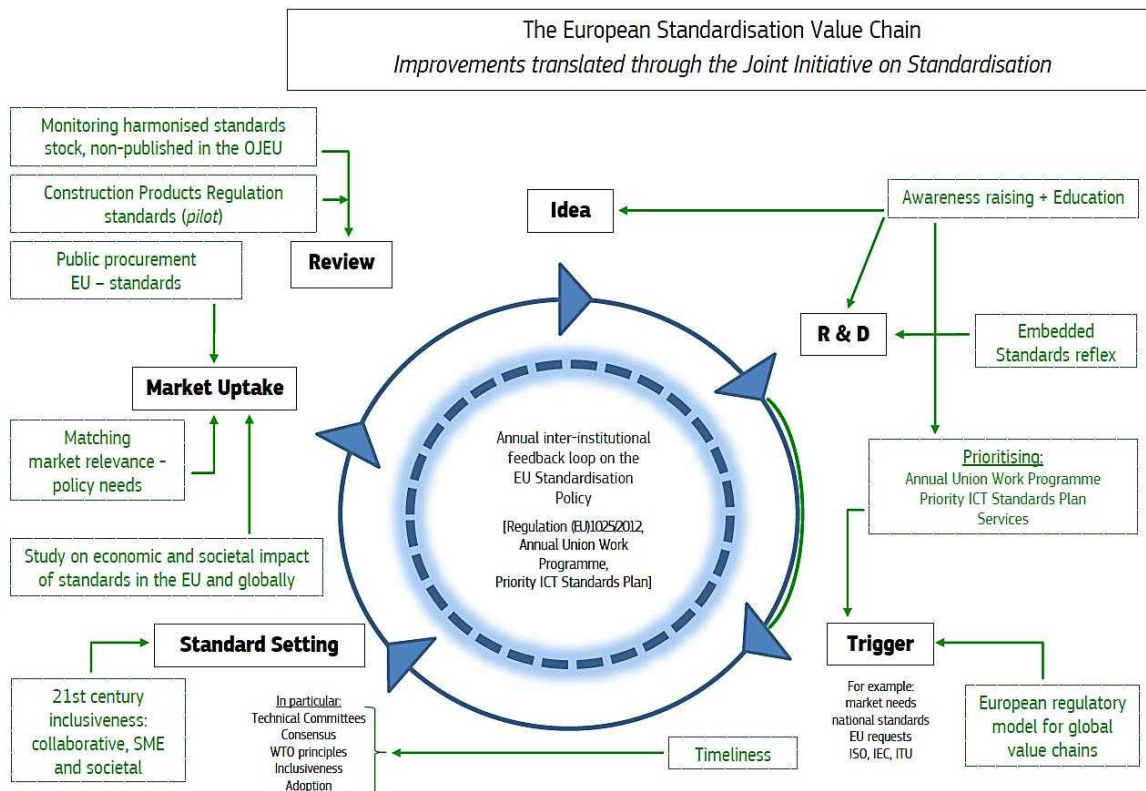 The European Standardisation Value Chain
Improvements translated through the Joint Initiative on Standardisation
Monitoring harmonised standards
stock, non-published in the OJEU
Construction Products Regulation
standards (pilot)
Public procurement
EU – standards
Review
Idea
Awareness raising + Education
R & D
Embedded
Standards reflex
Market Uptake
Matching
market relevance –
policy needs
Study on economic and societal impact
of standards in the EU and globally
Annual inter-institutional
feedback loop on the
EU Standardisation
Policy
[Regulation (EU)1025/2012,
Annual Union Work
Programme,
Priority ICT Standards Plan]
Prioritising:
Annual Union Work Programme
Priority ICT Standards Plan
Services
Standard Setting
21st century
inclusiveness:
collaborative, SME
and societal
In particular:
Technical Committees
Consensus
WTO principles
Inclusiveness
Adoption
Timeliness
Trigger
For example:
market needs
national standards
EU requests
ISO, IEC, ITU
European regulatory
model for global
value chains